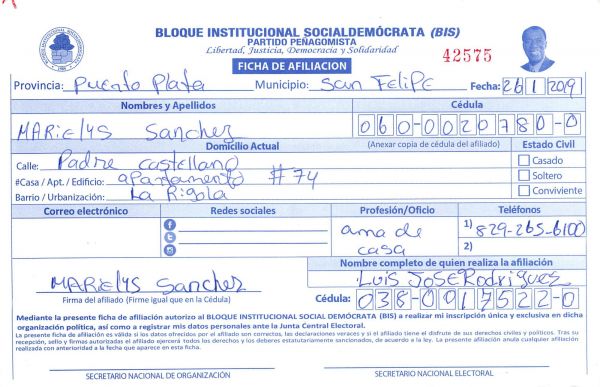 BLOQUE INSTITUCIONAL SOCIALDEMÓCRATA (BIS)
PARTIDO PEÑAGOMISTA
Libertad, Justicia, Democracia y Solidaridad
42575
FICHA DE AFILIACION
Provincia: Puerto Plata Municipio: San Felipe Fecha: 26/1/2019
Nombres y Apellidos Cédula
MARIElYS Sanchez 060-0020780-0
Domicilio Actual (Anexar copia de cédula del afiliado) Estado Civil
Calle: Padre Castellano Casado
#Casa / Apt. / Edificio: aPartamento #74 Soltero
Barrio / Urbanización: La Rigola Conviviente
Correo electrónico Redes sociales Profesión/Oficio Teléfonos
ama de casa 1) 829-265-6100
2)
Nombre completo de quien realiza la afiliación
MARIElYS Sanchez LUIS JOSE Rodriguez
Firma del afiliado (Firme igual que en la Cédula) Cédula: 038-0917522-0
Mediante la presente ficha de afiliación autorizo al BLOQUE INSTITUCIONAL SOCIAL DEMÓCRATA (BIS) a realizar mi inscripción única y exclusiva en dicha
organización política, así como a registrar mis datos personales ante la Junta Central Electoral.
La presente ficha de afiliación es válida si los datos ofrecidos por el afiliado son correctos, las declaraciones veraces y si el afiliado tiene el disfrute de sus derechos civiles y políticos. Tras su
recepción, sello y firmas autorizadas el afiliado ejercerá todos los derechos y los deberes estatutariamente sancionados, de acuerdo a la ley. La presente afiliación anula cualquier afiliación
realizada con anterioridad a la fecha que aparece en esta ficha.
SECRETARIO NACIONAL DE ORGANIZACIÓN SECRETARIO NACIONAL ELECTORAL